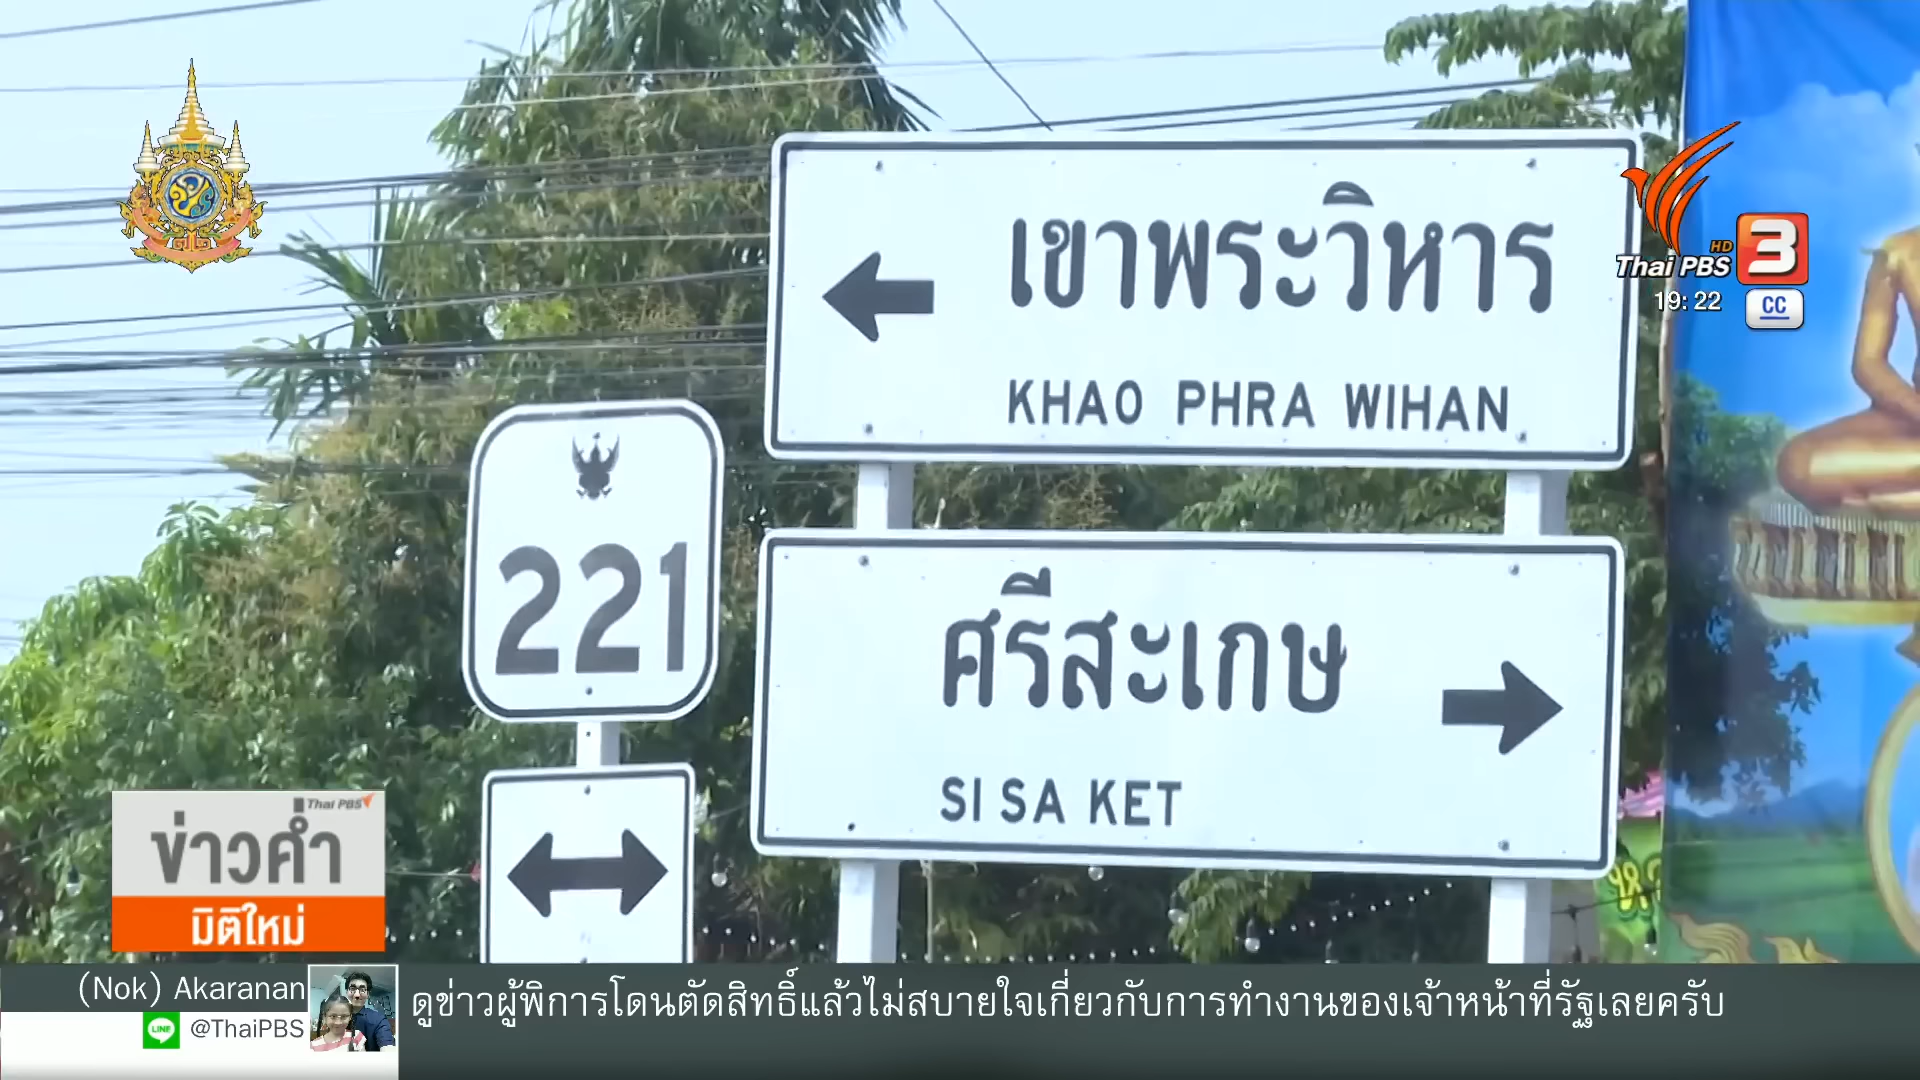 เขาพระวิหาร
KHAO PHRA WIHAN
HD
Thai PBS
3
19:22
CC
221
ศรีสะเกษ
SI SA KET
Thai PBS
ข่าวค่ำ
มิติใหม่
(Nok) Akaranan
LINE @ThaiPBS
ดูข่าวผู้พิการโดนตัดสิทธิ์แล้วไม่สบายใจเกี่ยวกับการทำงานของเจ้าหน้าที่รัฐเลยครับ